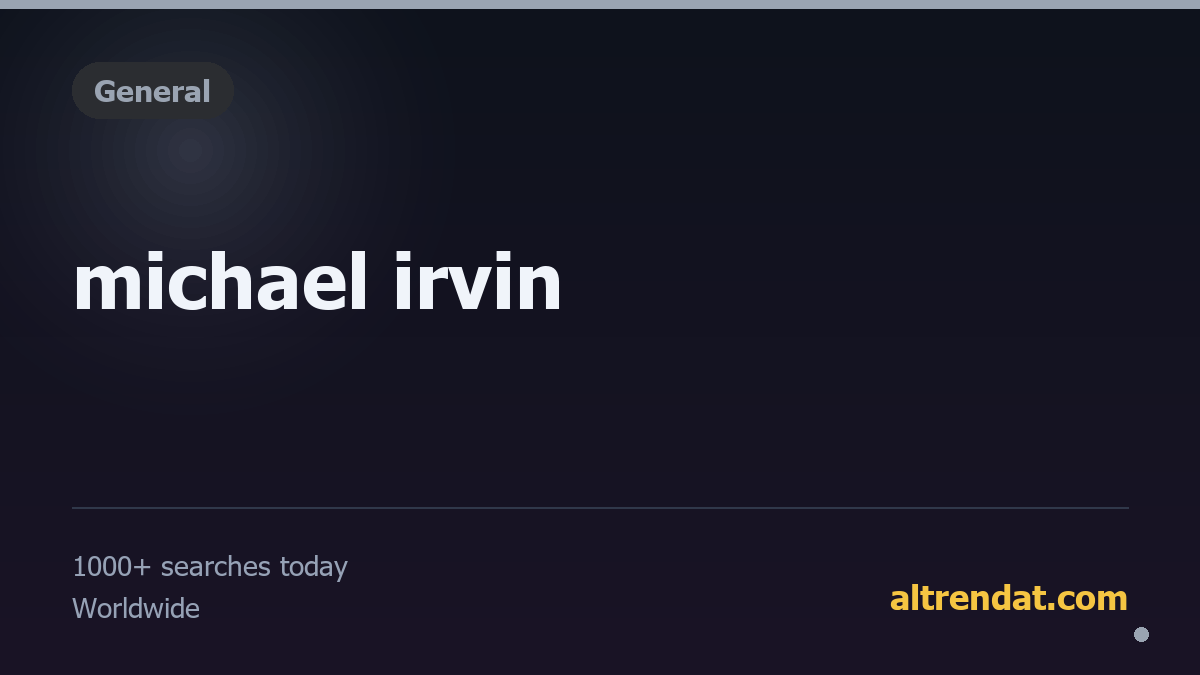 General
michael irvin
1000+ searches today
Worldwide
altrendat.com